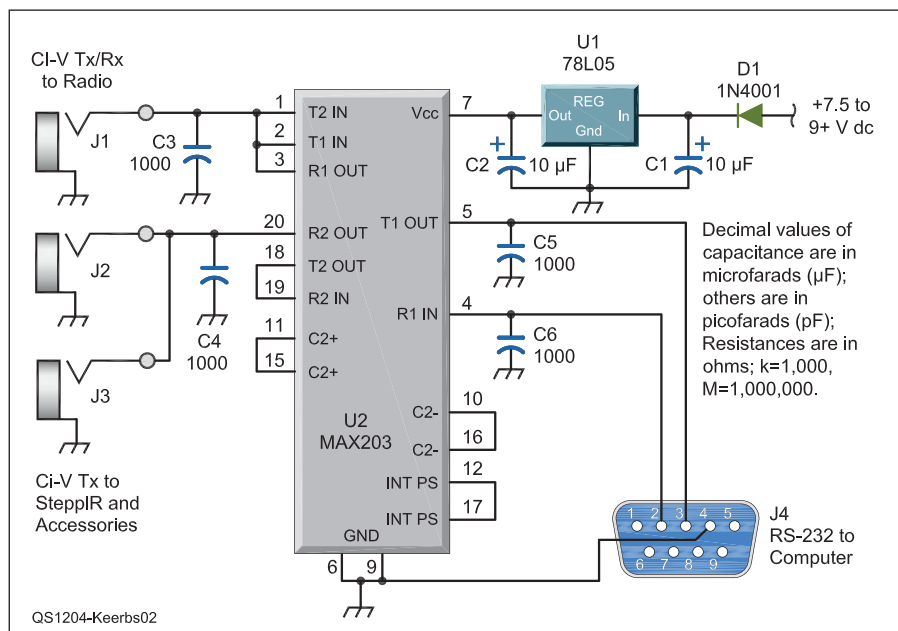 CI-V Tx/Rx
to Radio
J1
C3
1000
J2
C4
1000
J3
Ci-V Tx to
SteppIR and
Accessories
1
T2 IN
2
T1 IN
3
R1 OUT
20
R2 OUT
18
T2 OUT
19
R2 IN
11
C2+
15
C2+
U2
MAX203
GND
6
9
Vcc
7
T1 OUT
5
R1 IN
4
C2-
10
C2-
16
INT PS
12
INT PS
17
U1
78L05
REG
Out
In
Gnd
D1
1N4001
+7.5 to
9+ V dc
+
C2
10 µF
+
C1
10 µF
C5
1000
C6
1000
Decimal values of
capacitance are in
microfarads (µF);
others are in
picofarads (pF);
Resistances are in
ohms; k=1,000,
M=1,000,000.
1 2 3 4 5
6 7 8 9
J4
RS-232 to
Computer
QS1204-Keerbs02